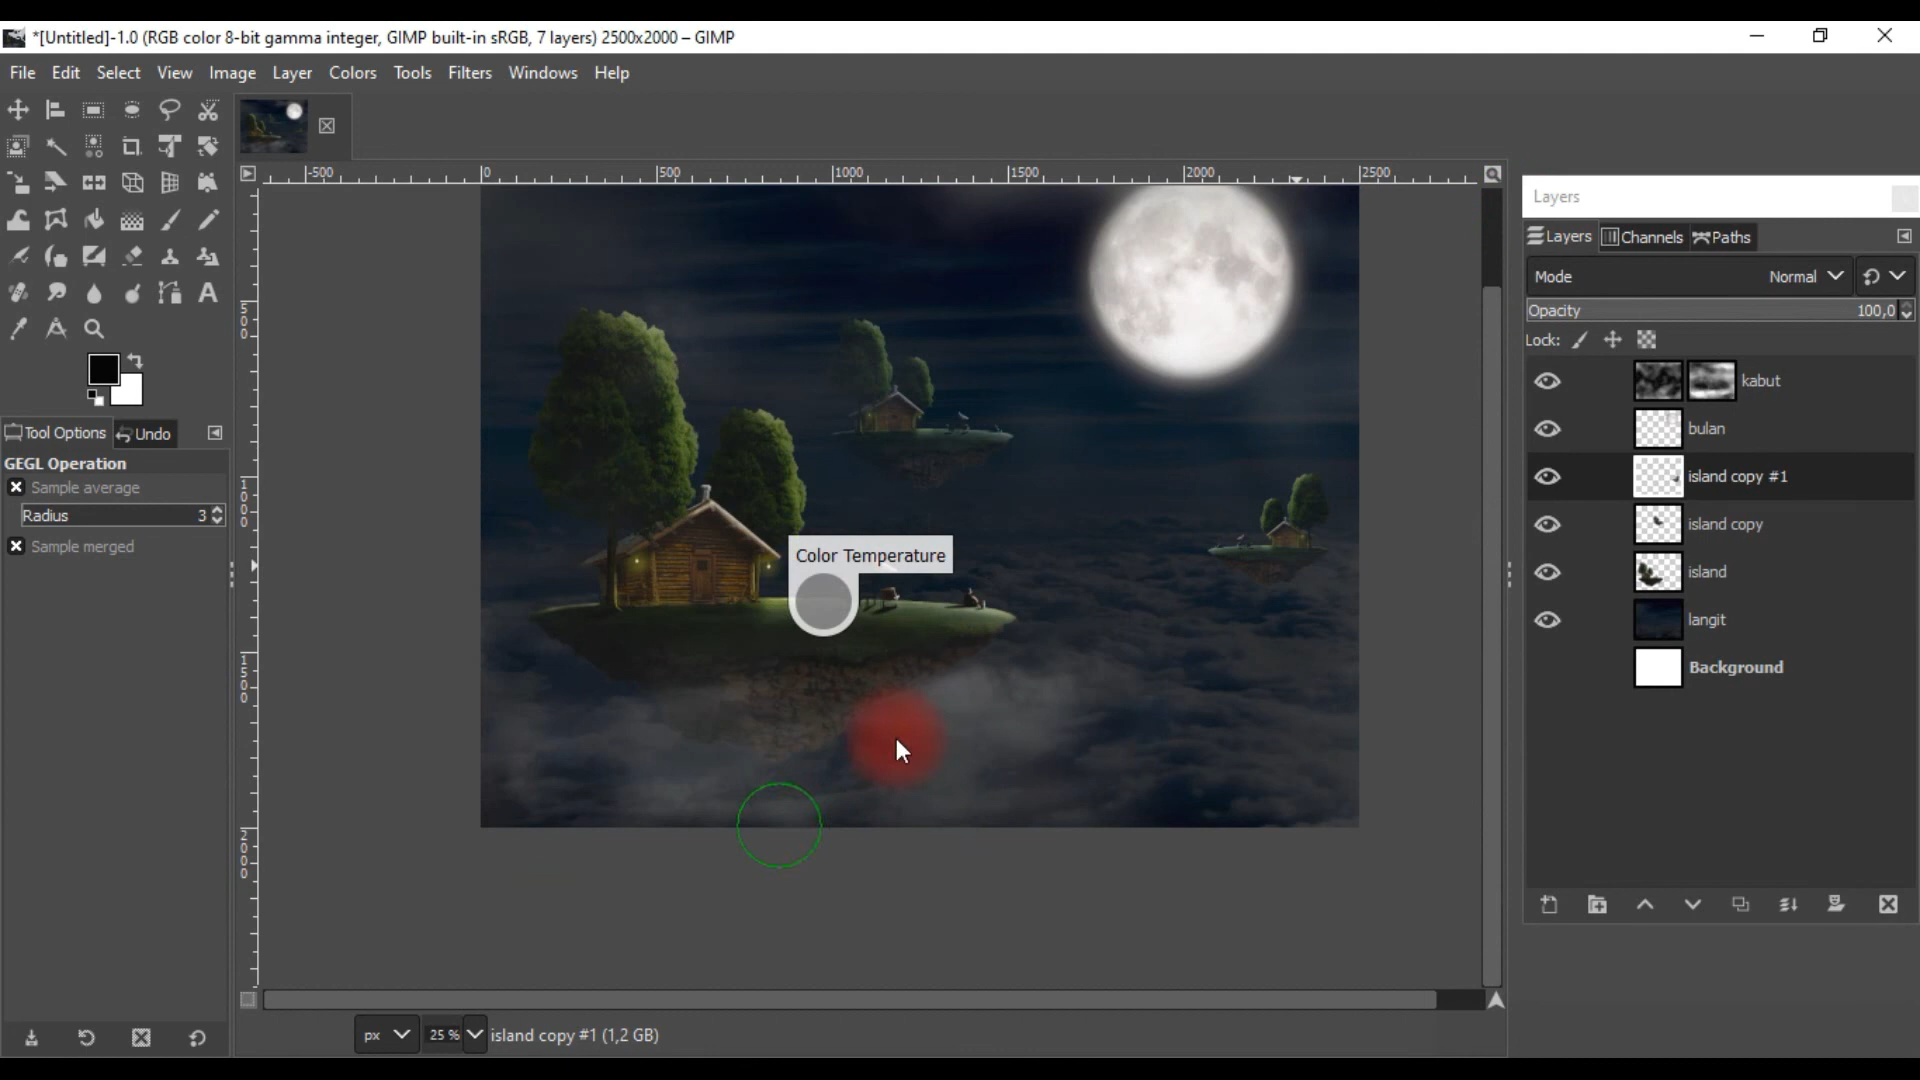 *[Untitled]-1.0 (RGB color 8-bit gamma integer, GIMP built-in sRGB, 7 layers) 2500x2000 – GIMP
File Edit Select View Image Layer Colors Tools Filters Windows Help
-500 0 500 1000 1500 2000 2500
500
1000
1500
2000
Tool Options Undo
GEGL Operation
Sample average
Radius 3
Sample merged
Color Temperature
px 25 % island copy #1 (1,2 GB)
Layers
Layers Channels Paths
Mode Normal
Opacity 100,0
Lock:
kabut
bulan
island copy #1
island copy
island
langit
Background